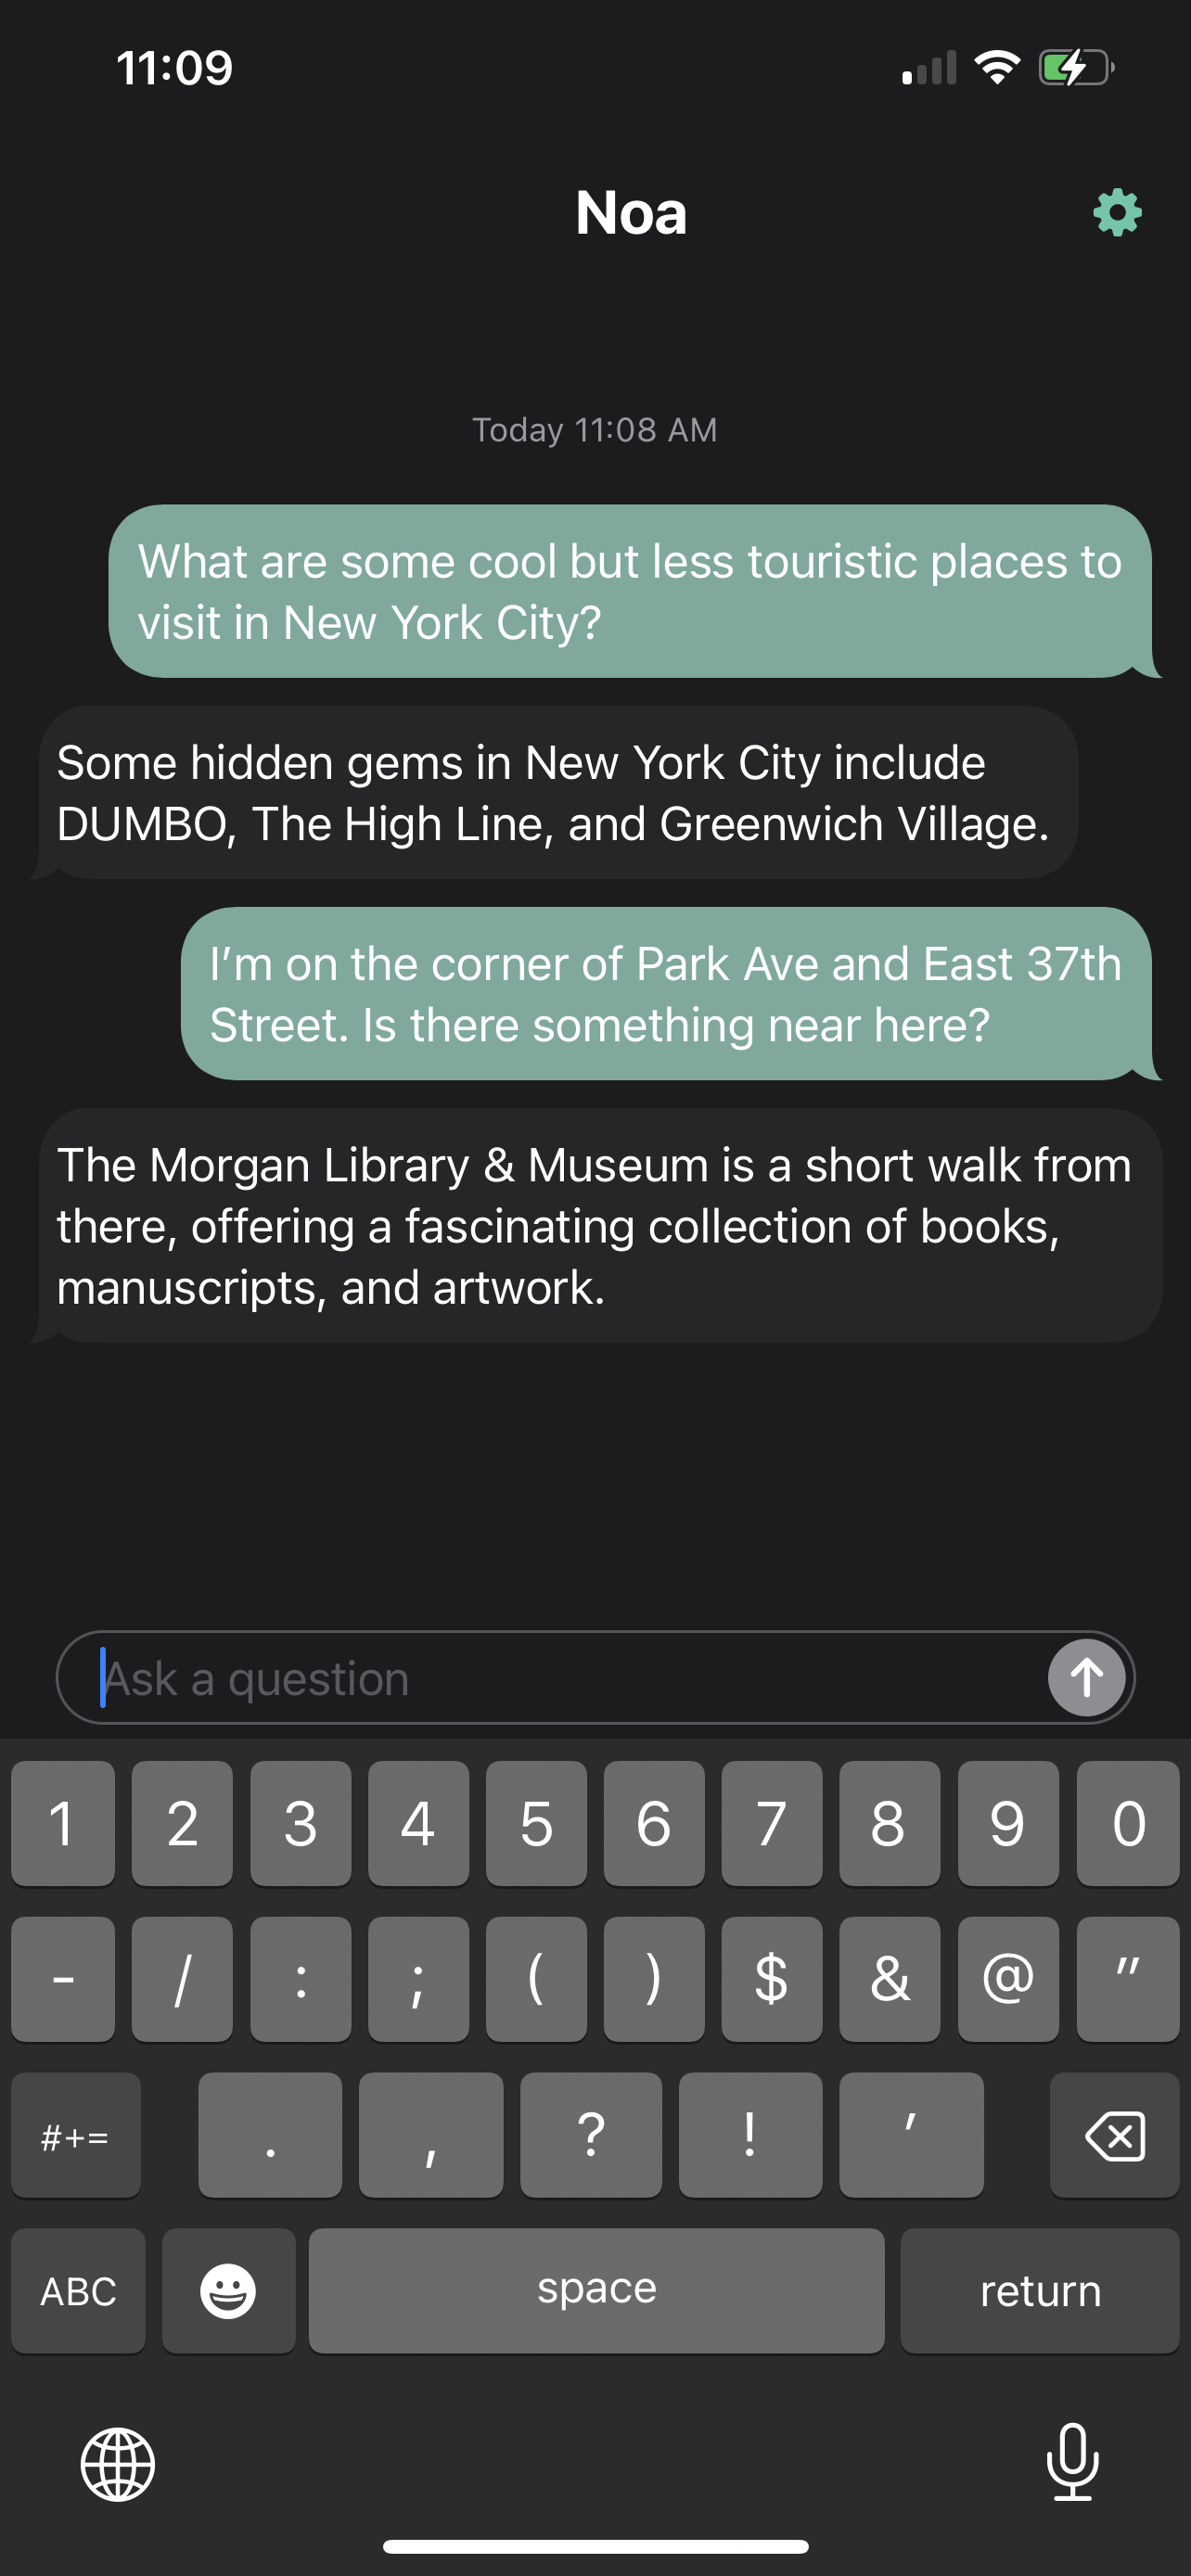 11:09
Noa
Today 11:08 AM
What are some cool but less touristic places to
visit in New York City?
Some hidden gems in New York City include
DUMBO, The High Line, and Greenwich Village.
I’m on the corner of Park Ave and East 37th
Street. Is there something near here?
The Morgan Library & Museum is a short walk from
there, offering a fascinating collection of books,
manuscripts, and artwork.
Ask a question
1 2 3 4 5 6 7 8 9 0
- / : ; ( ) $ & @ "
#+= . , ? ! '
ABC space return